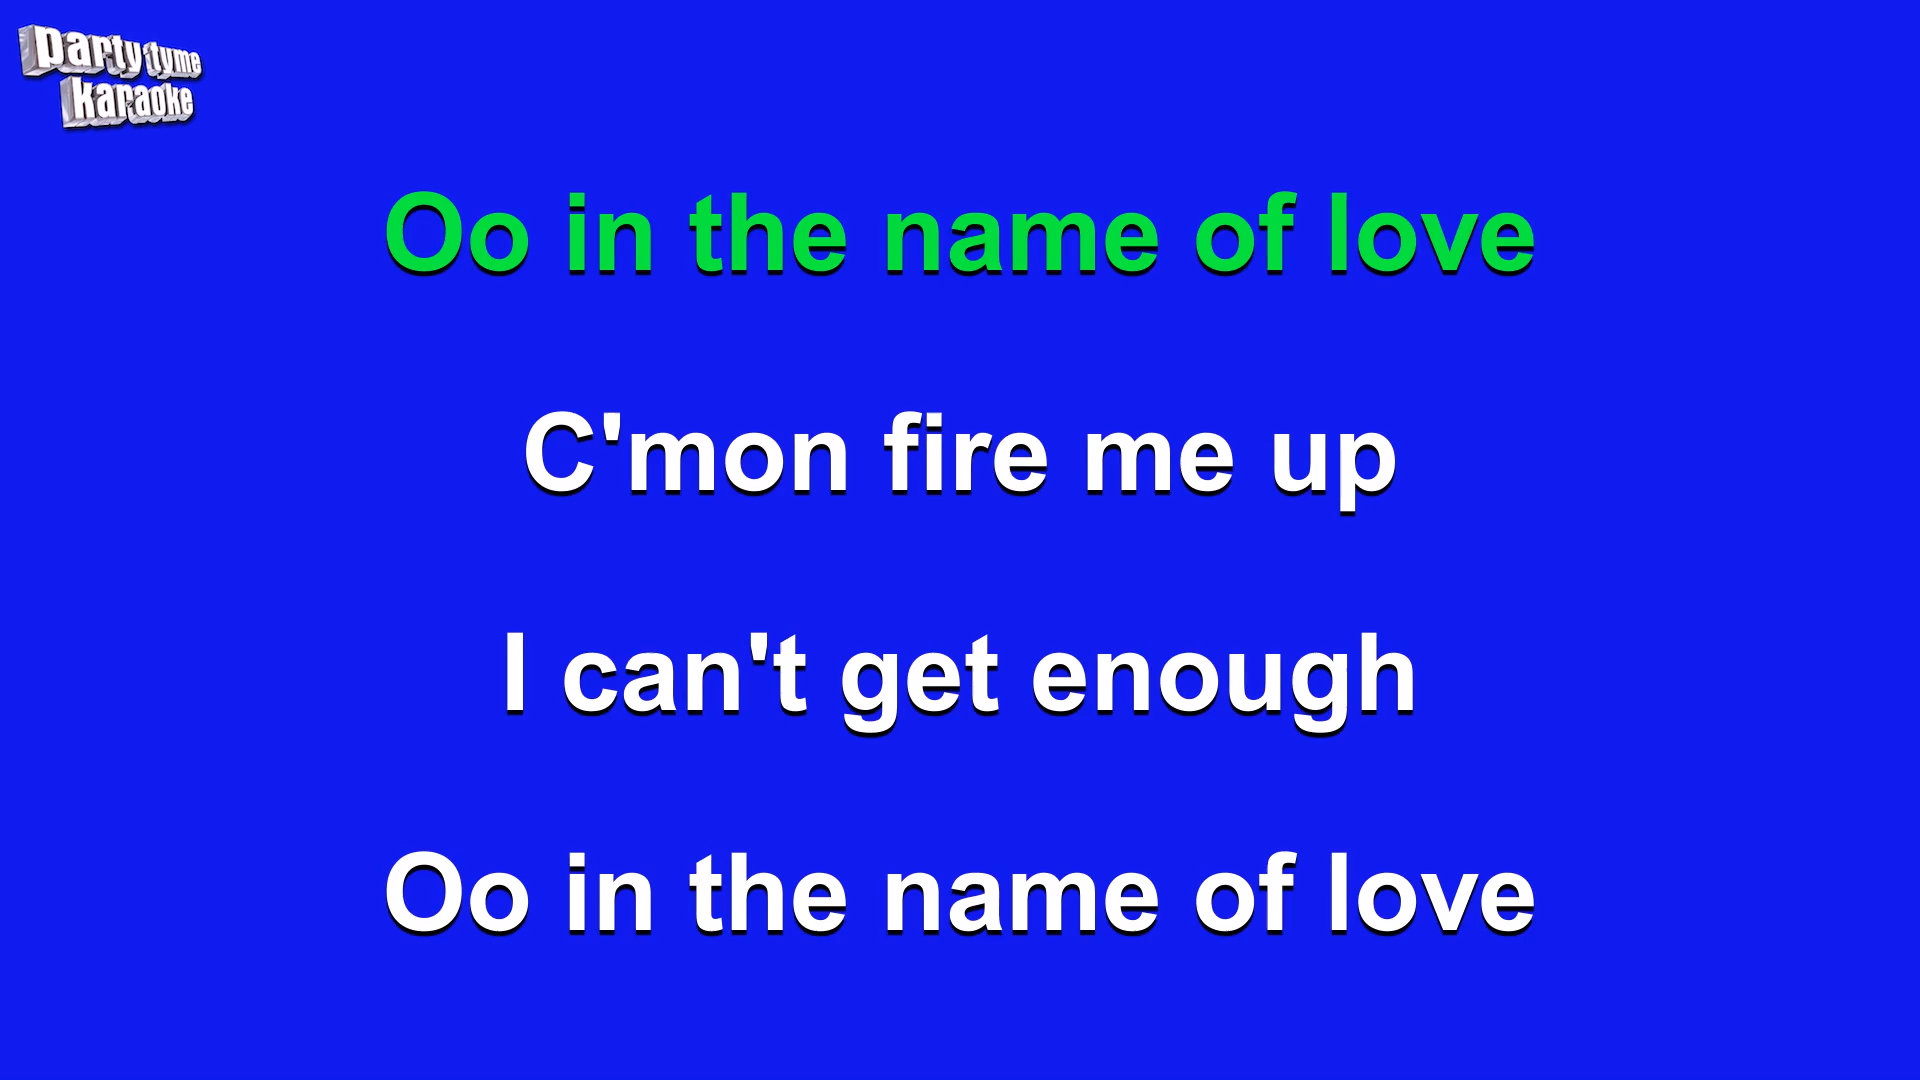 party tyme
karaoke
Oo in the name of love
C'mon fire me up
I can't get enough
Oo in the name of love